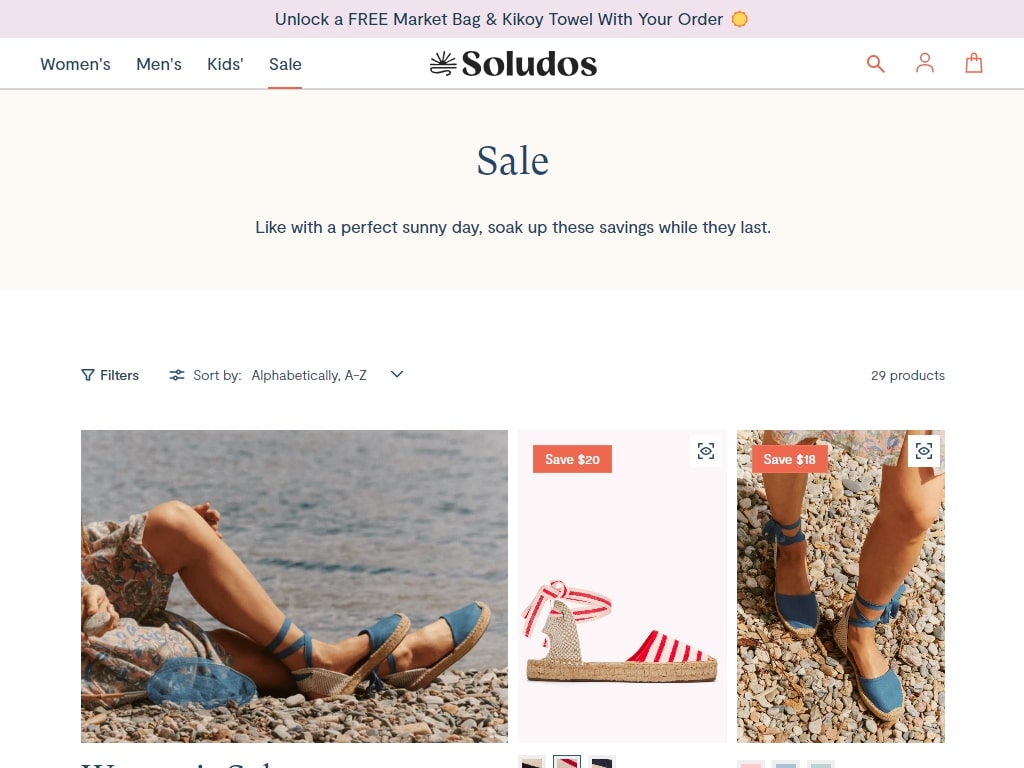 Unlock a FREE Market Bag & Kikoy Towel With Your Order
Women's
Men's
Kids'
Sale
Soludos
Sale
Like with a perfect sunny day, soak up these savings while they last.
Filters
Sort by: Alphabetically, A-Z
29 products
Save $20
Save $18